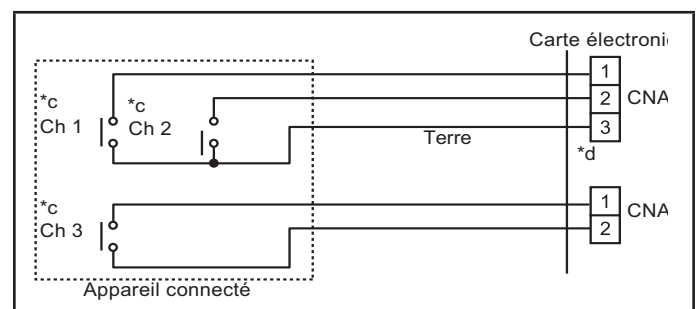 Carte électroni
*c
Ch 1
*c
Ch 2
1
2
3
CNA
Terre
*d
*c
Ch 3
1
2
CNA
Appareil connecté